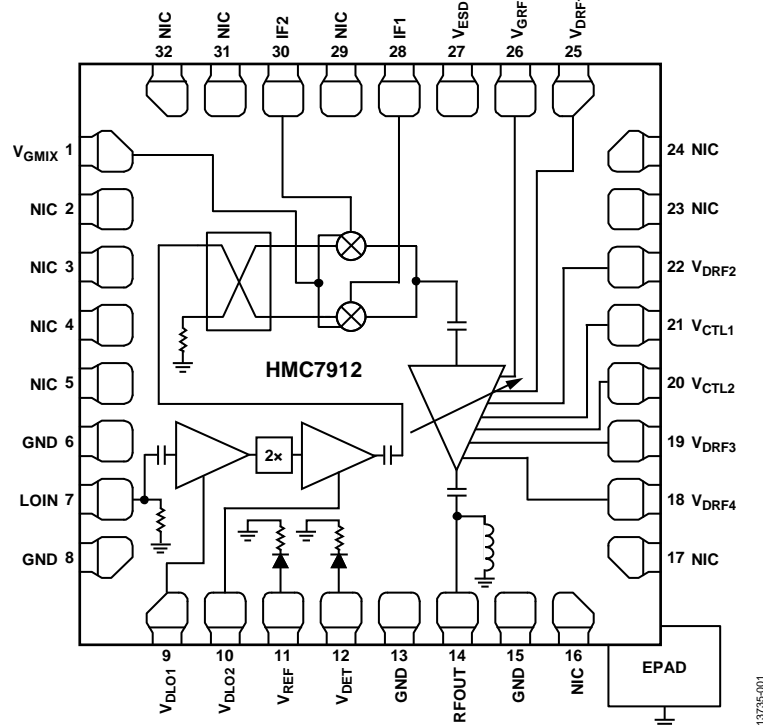 NIC
NIC
IF2
NIC
IF1
VESD
VGRF
32
31
30
29
28
27
26
25
VGMIX 1
NIC 2
NIC 3
NIC 4
NIC 5
GND 6
LOIN 7
GND 8
24 NIC
23 NIC
22 VDRF2
21 VCTL1
20 VCTL2
19 VDRF3
18 VDRF4
17 NIC
HMC7912
2×
9
10
11
12
13
14
15
16
VDLO1
VDLO2
VREF
VDET
GND
RFOUT
GND
NIC
EPAD
13735-001